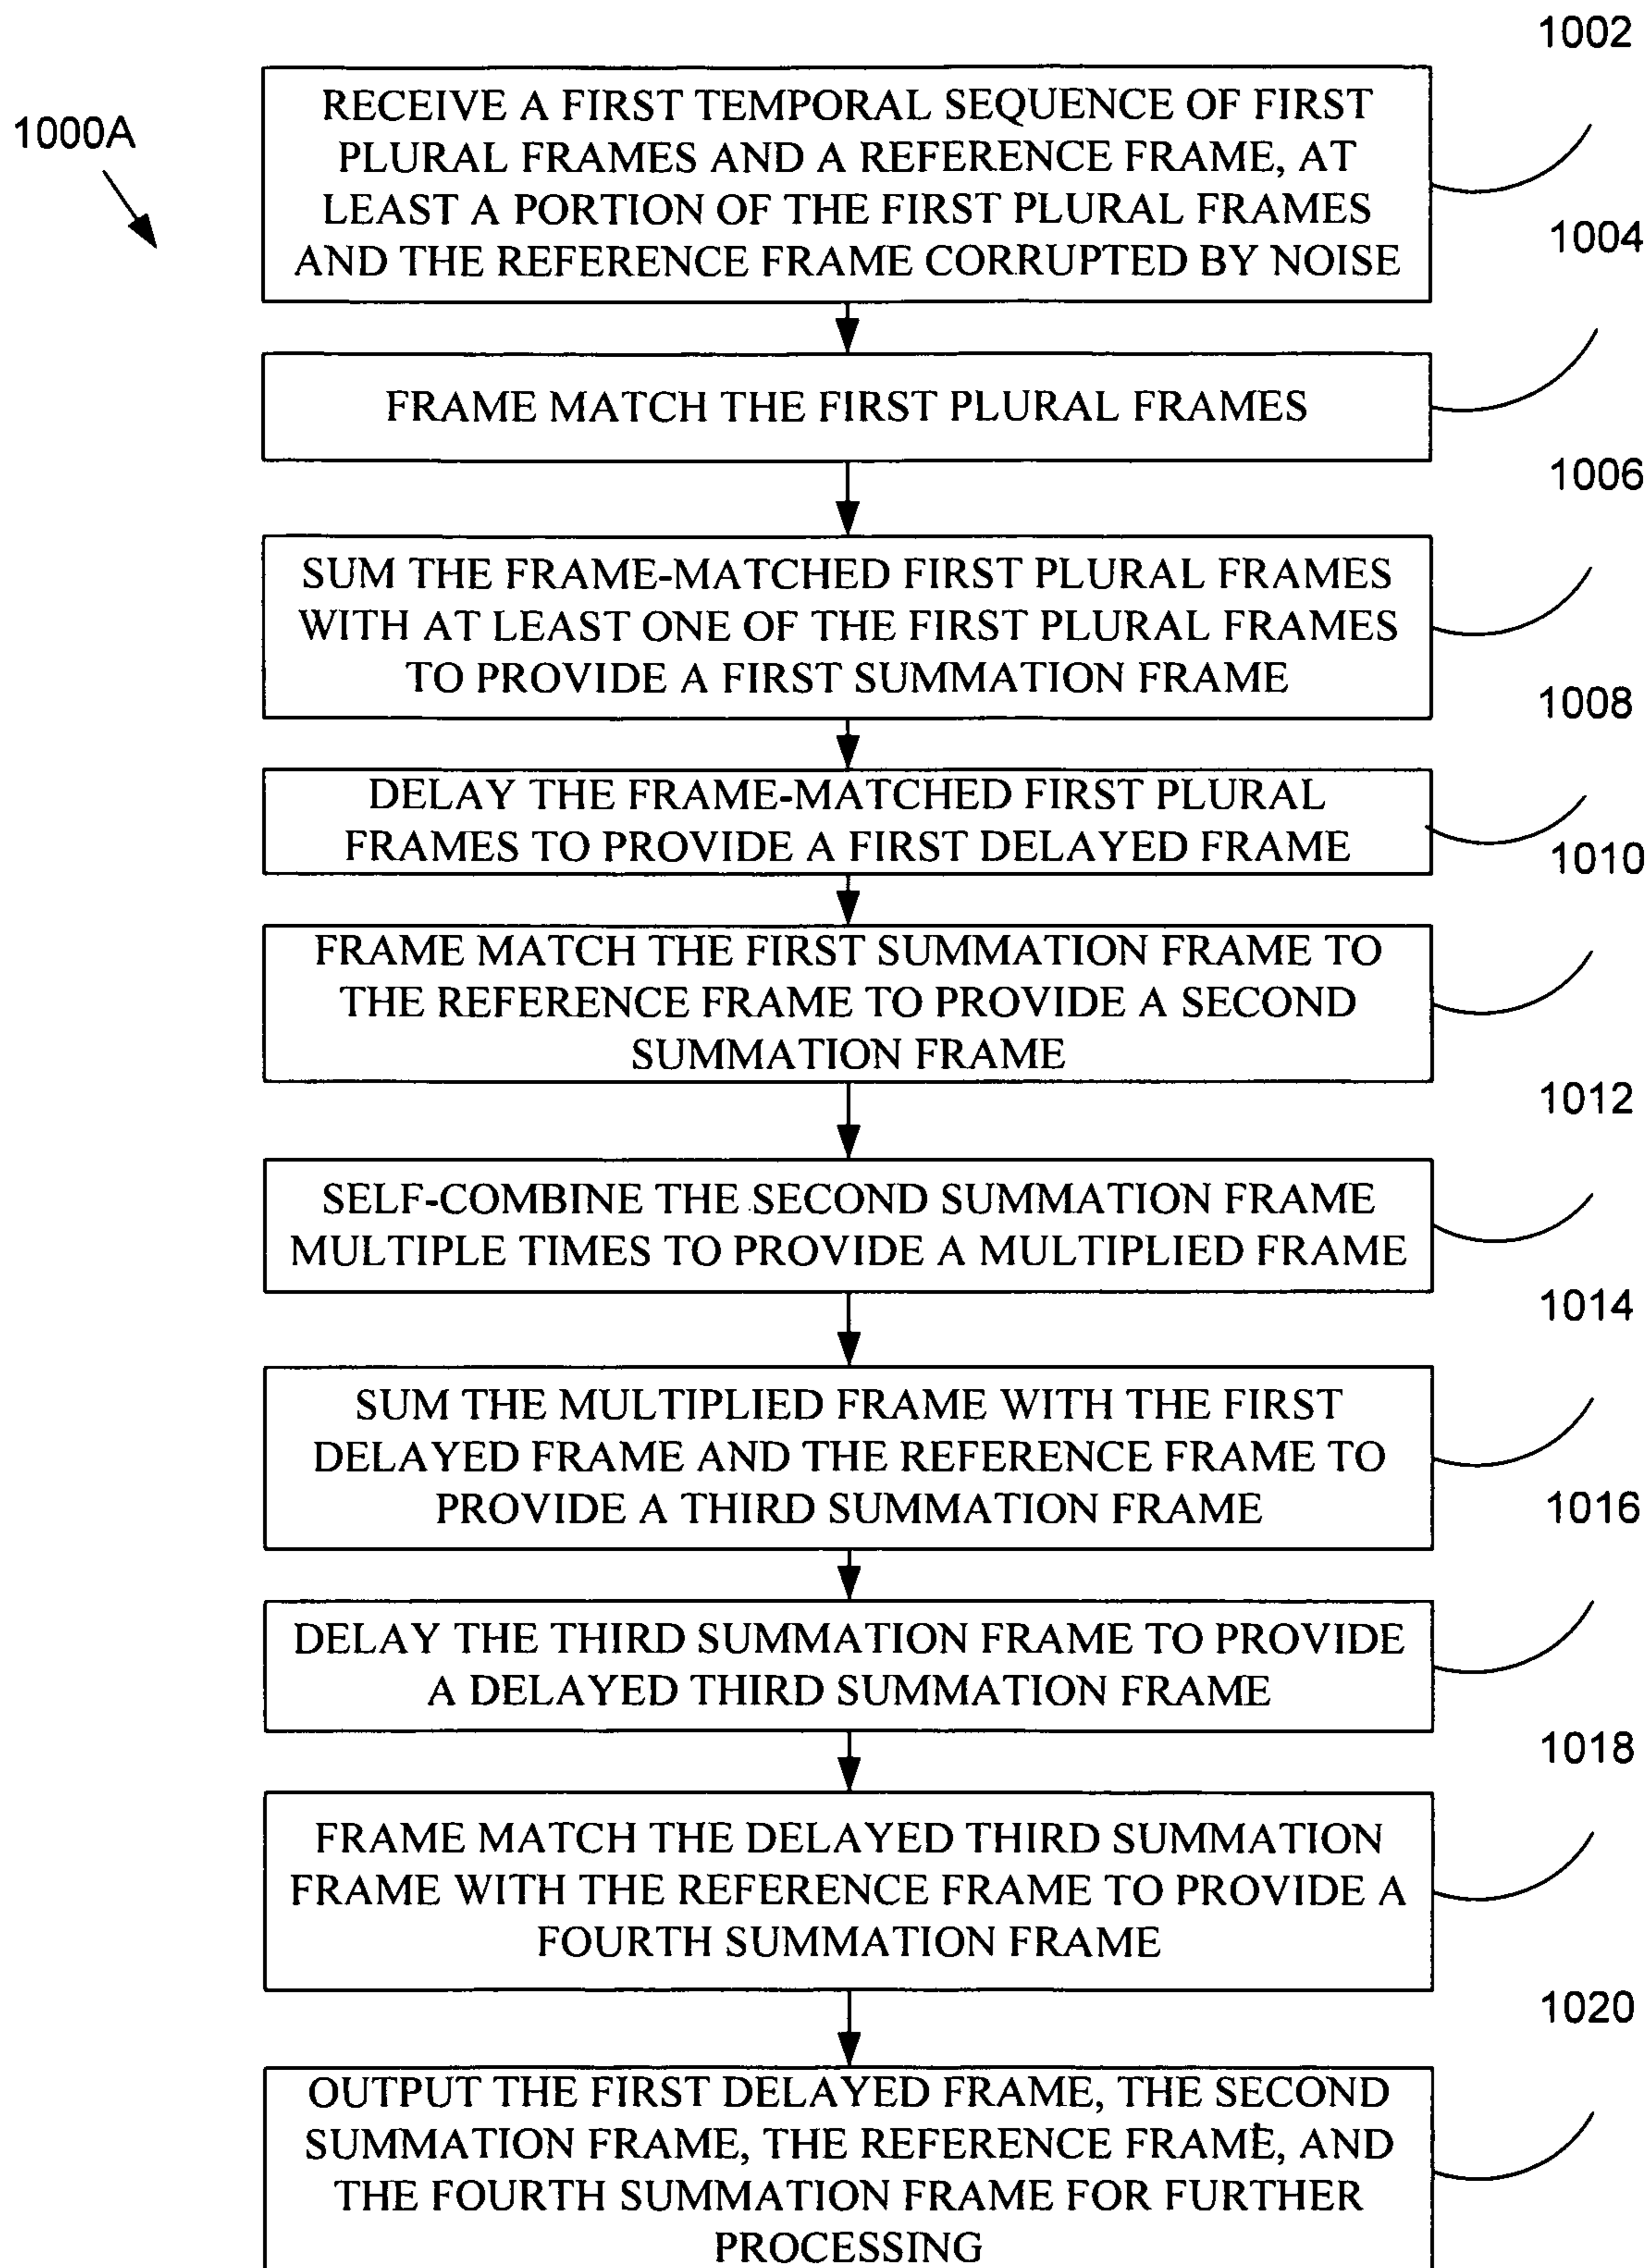 1002
1000A
RECEIVE A FIRST TEMPORAL SEQUENCE OF FIRST
PLURAL FRAMES AND A REFERENCE FRAME, AT
LEAST A PORTION OF THE FIRST PLURAL FRAMES
AND THE REFERENCE FRAME CORRUPTED BY NOISE
1004
FRAME MATCH THE FIRST PLURAL FRAMES
1006
SUM THE FRAME-MATCHED FIRST PLURAL FRAMES
WITH AT LEAST ONE OF THE FIRST PLURAL FRAMES
TO PROVIDE A FIRST SUMMATION FRAME
1008
DELAY THE FRAME-MATCHED FIRST PLURAL
FRAMES TO PROVIDE A FIRST DELAYED FRAME
1010
FRAME MATCH THE FIRST SUMMATION FRAME TO
THE REFERENCE FRAME TO PROVIDE A SECOND
SUMMATION FRAME
1012
SELF-COMBINE THE SECOND SUMMATION FRAME
MULTIPLE TIMES TO PROVIDE A MULTIPLIED FRAME
1014
SUM THE MULTIPLIED FRAME WITH THE FIRST
DELAYED FRAME AND THE REFERENCE FRAME TO
PROVIDE A THIRD SUMMATION FRAME
1016
DELAY THE THIRD SUMMATION FRAME TO PROVIDE
A DELAYED THIRD SUMMATION FRAME
1018
FRAME MATCH THE DELAYED THIRD SUMMATION
FRAME WITH THE REFERENCE FRAME TO PROVIDE A
FOURTH SUMMATION FRAME
1020
OUTPUT THE FIRST DELAYED FRAME, THE SECOND
SUMMATION FRAME, THE REFERENCE FRAME, AND
THE FOURTH SUMMATION FRAME FOR FURTHER
PROCESSING